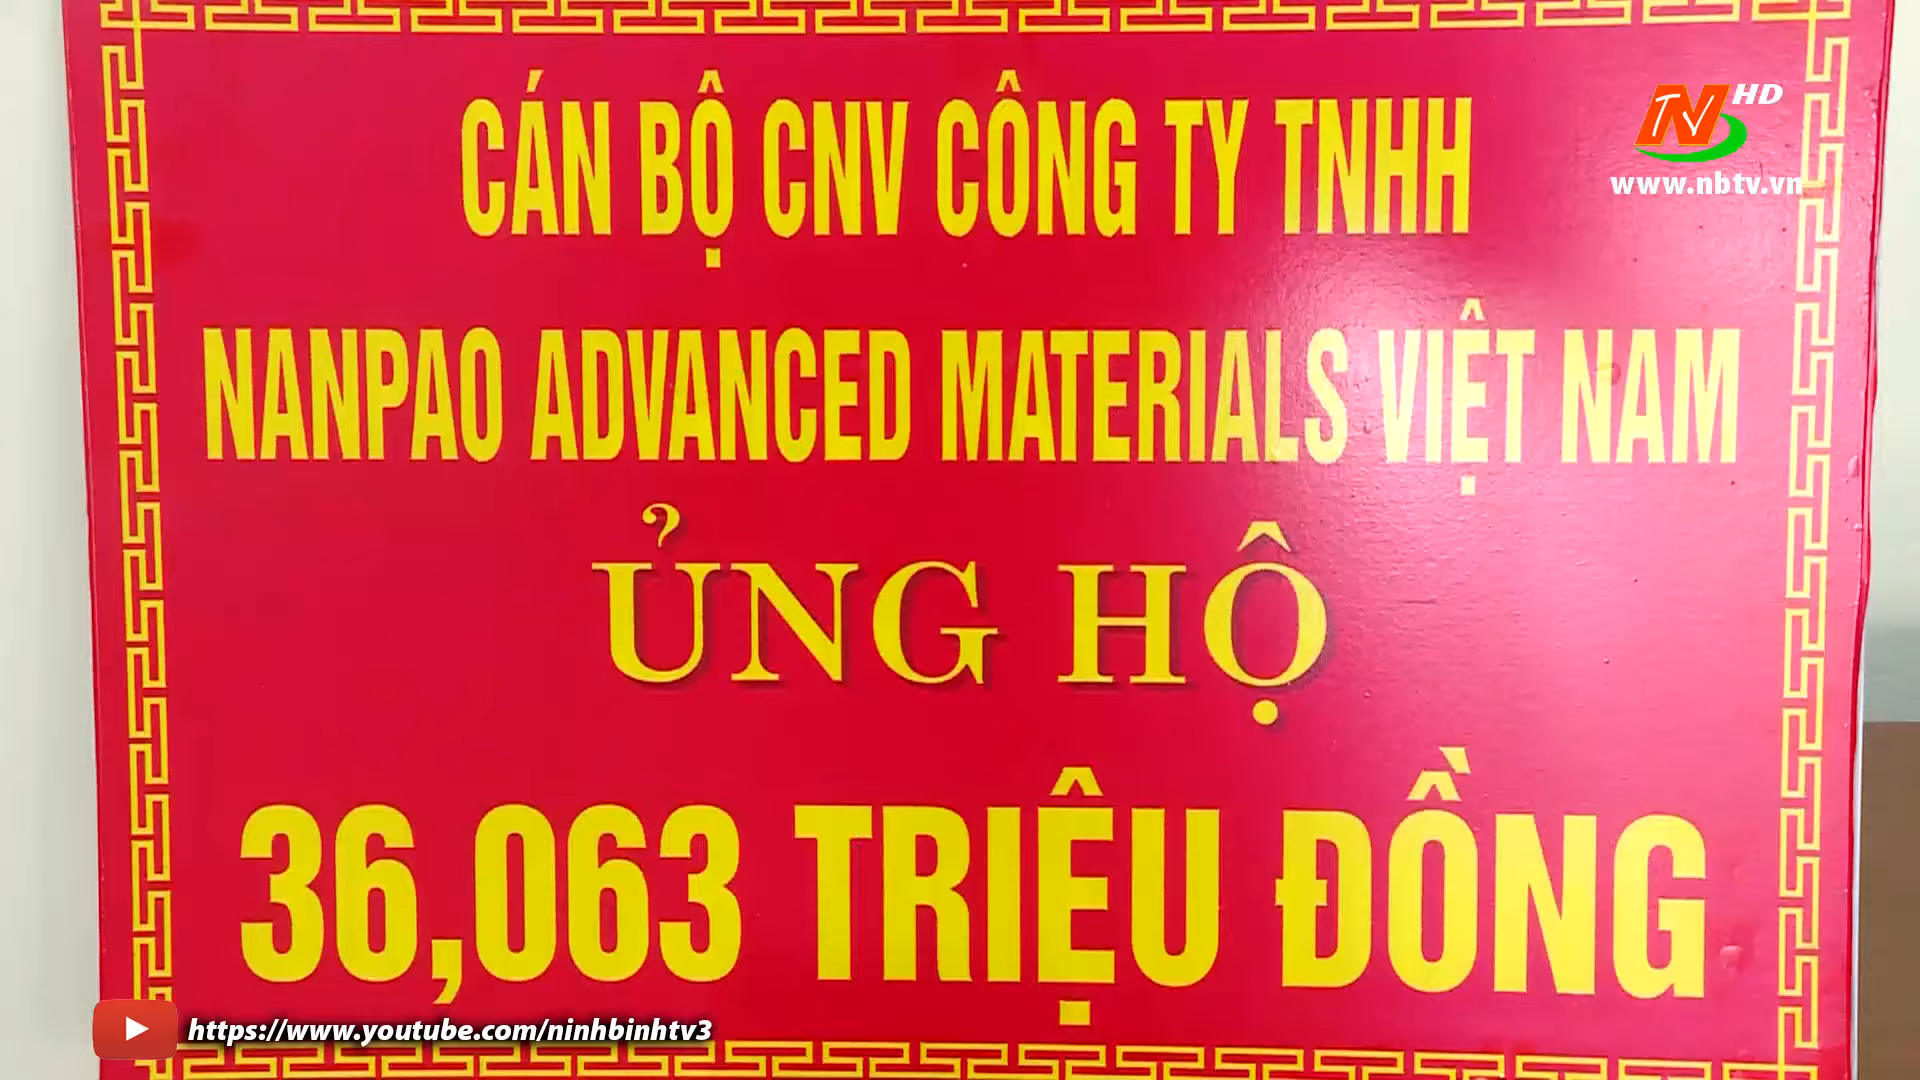 CÁN BỘ CNV CÔNG TY TNHH
NANPAO ADVANCED MATERIALS VIỆT NAM
ỦNG HỘ
36,063 TRIỆU ĐỒNG
NTV HD
www.nbtv.vn
https://www.youtube.com/ninhbinhtv3